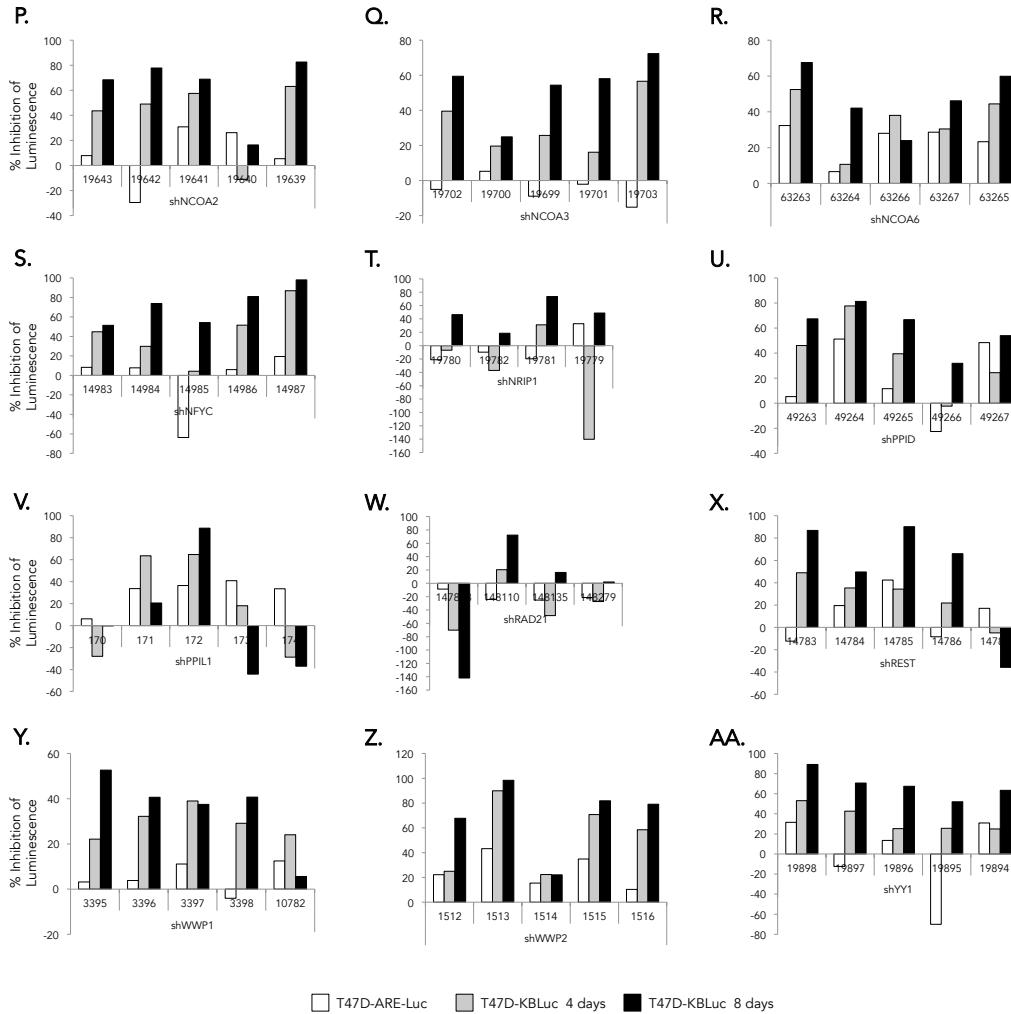 P.
% Inhibition of
Luminescence
100
80
60
40
20
0
-20
-40
19643 19642 19641 19640 19639
shNCOA2
Q.
80
60
40
20
0
-20
19702 19700 19699 19701 19703
shNCOA3
R.
80
60
40
20
0
63263 63264 63266 63267 63265
shNCOA6
S.
% Inhibition of
Luminescence
100
80
60
40
20
0
-20
-40
-60
-80
14983 14984 14985 14986 14987
shNFYC
T.
100
80
60
40
20
0
-20
-40
-60
-80
-100
-120
-140
-160
19780 19782 19781 19779
shNRIP1
U.
100
80
60
40
20
0
-20
-40
49263 49264 49265 49266 49267
shPPID
V.
% Inhibition of
Luminescence
100
80
60
40
20
0
-20
-40
-60
170 171 172
shPPIL1
W.
100
80
60
40
20
0
-20
-40
-60
-80
-100
-120
-140
-160
148110 148135 148279
shRAD21
X.
100
80
60
40
20
0
-20
-40
-60
14783 14784 14785 14786
shREST
Y.
% Inhibition of
Luminescence
60
40
20
0
-20
3395 3396 3397 3398 10782
shWWP1
Z.
120
100
80
60
40
20
0
1512 1513 1514 1515 1516
shWWP2
AA.
100
80
60
40
20
0
-20
-40
-60
-80
19898 19897 19896 19895 19894
shYY1
T47D-ARE-Luc T47D-KBLuc 4 days T47D-KBLuc 8 days